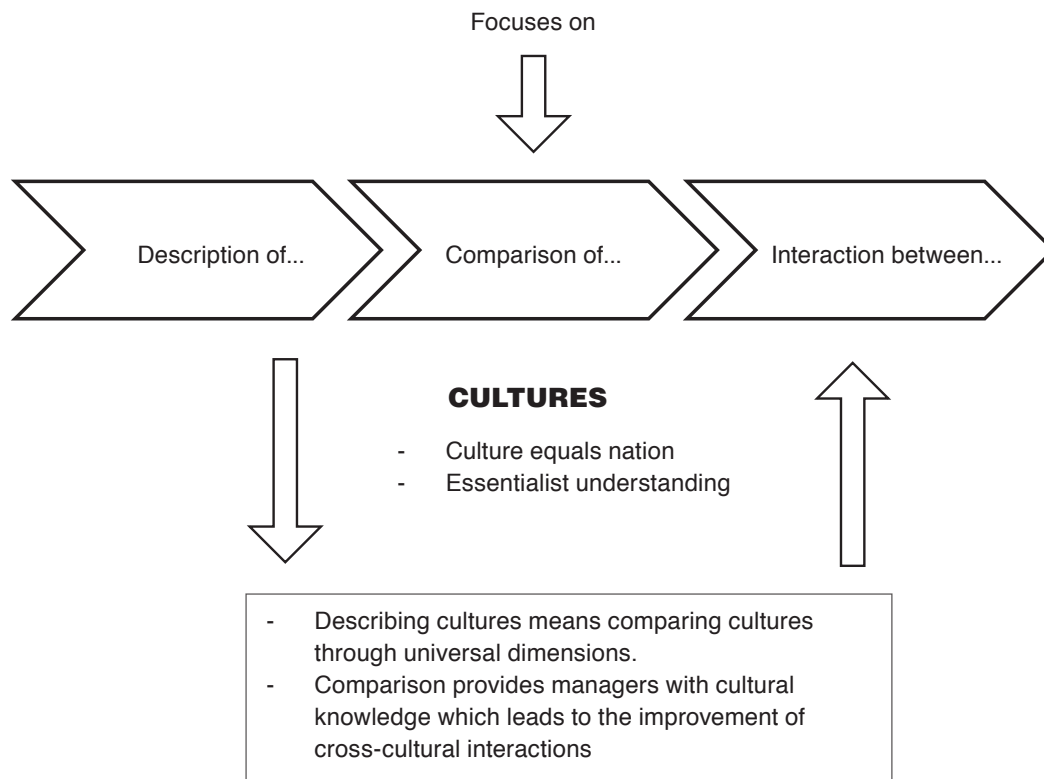 Focuses on
Description of...
Comparison of...
Interaction between...
CULTURES
- Culture equals nation
- Essentialist understanding
- Describing cultures means comparing cultures
through universal dimensions.
- Comparison provides managers with cultural
knowledge which leads to the improvement of
cross-cultural interactions